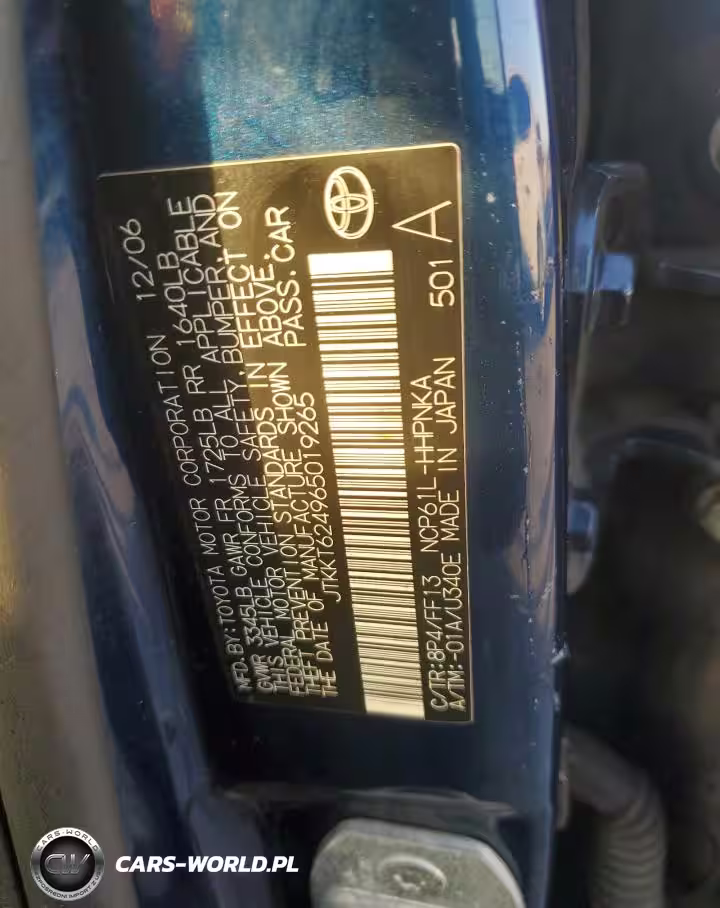 MFD. BY: TOYOTA MOTOR CORPORATION 12/06
GVWR 3345LB GAWR FR 1725LB RR 1640LB
THIS VEHICLE CONFORMS TO ALL APPLICABLE
FEDERAL MOTOR VEHICLE SAFETY, BUMPER, AND
THEFT PREVENTION STANDARDS IN EFFECT ON
THE DATE OF MANUFACTURE SHOWN ABOVE.
JTKKT624965019265 PASS. CAR
C/TR: 8P4/FF13 NCP61L-HHPNKA
A/TM: -01A/U340E MADE IN JAPAN 501 A
CW
CARS-WORLD.PL